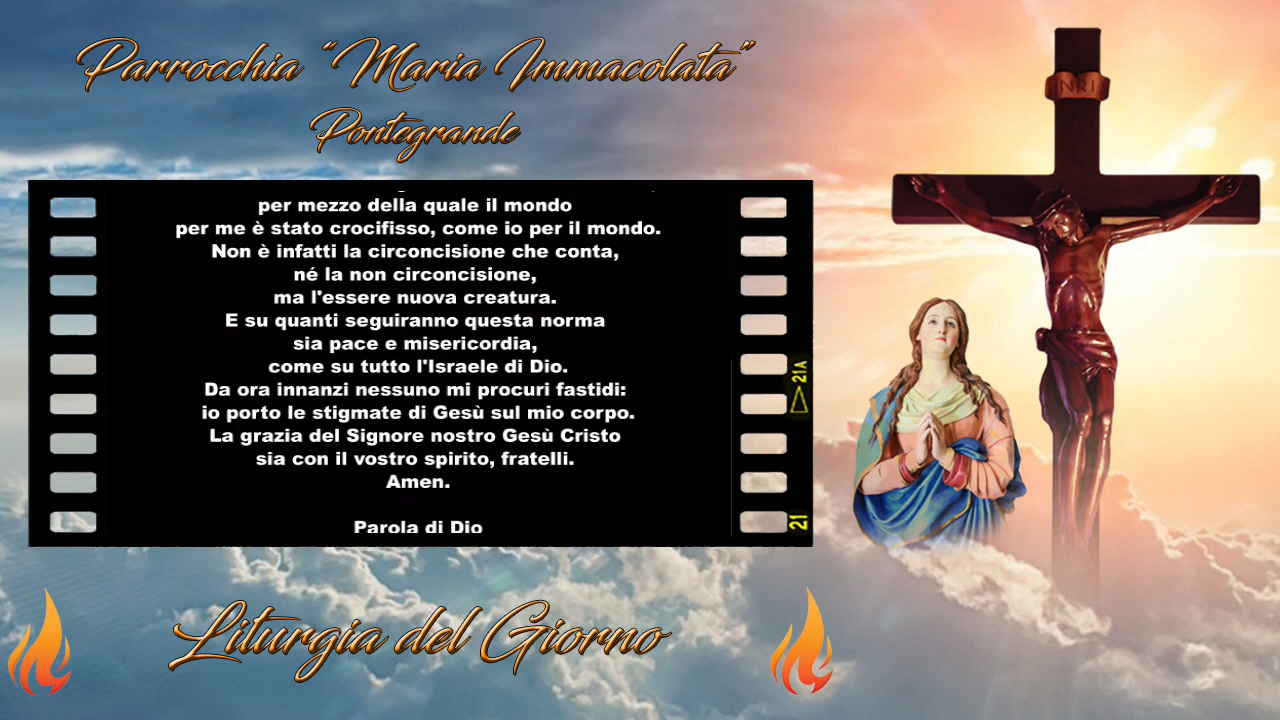 Parrocchia “Maria Immacolata”
Pontegrande
per mezzo della quale il mondo
per me è stato crocifisso, come io per il mondo.
Non è infatti la circoncisione che conta,
né la non circoncisione,
ma l'essere nuova creatura.
E su quanti seguiranno questa norma
sia pace e misericordia,
come su tutto l'Israele di Dio.
Da ora innanzi nessuno mi procuri fastidi:
io porto le stigmate di Gesù sul mio corpo.
La grazia del Signore nostro Gesù Cristo
sia con il vostro spirito, fratelli.
Amen.
Parola di Dio
21A
21
INRI
Liturgia del Giorno